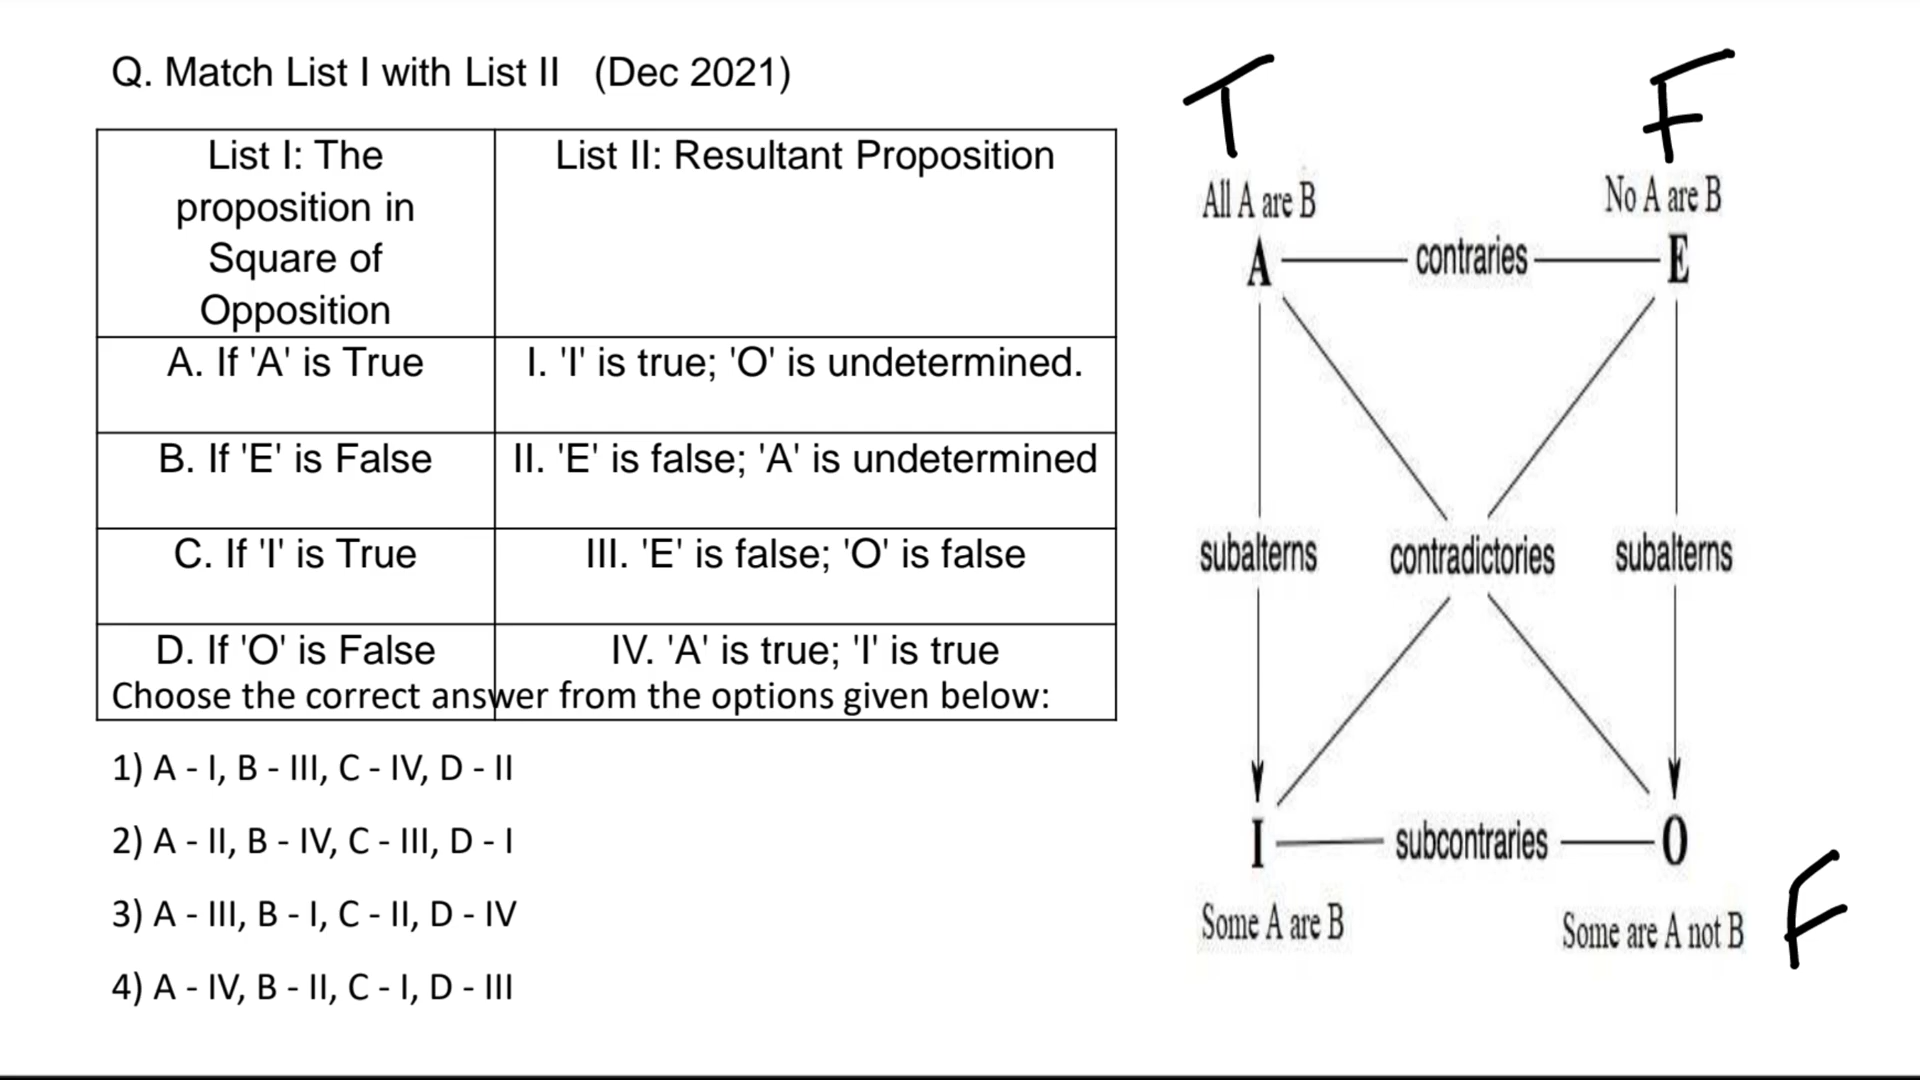 Q. Match List I with List II (Dec 2021)
List I: The
proposition in
Square of
Opposition
List II: Resultant Proposition
A. If 'A' is True
I. 'I' is true; 'O' is undetermined.
B. If 'E' is False
II. 'E' is false; 'A' is undetermined
C. If 'I' is True
III. 'E' is false; 'O' is false
D. If 'O' is False
IV. 'A' is true; 'I' is true
Choose the correct answer from the options given below:
1) A - I, B - III, C - IV, D - II
2) A - II, B - IV, C - III, D - I
3) A - III, B - I, C - II, D - IV
4) A - IV, B - II, C - I, D - III
T
F
All A are B
No A are B
A contraries E
subalterns contradictories subalterns
I subcontraries O
Some A are B
Some are A not B
F